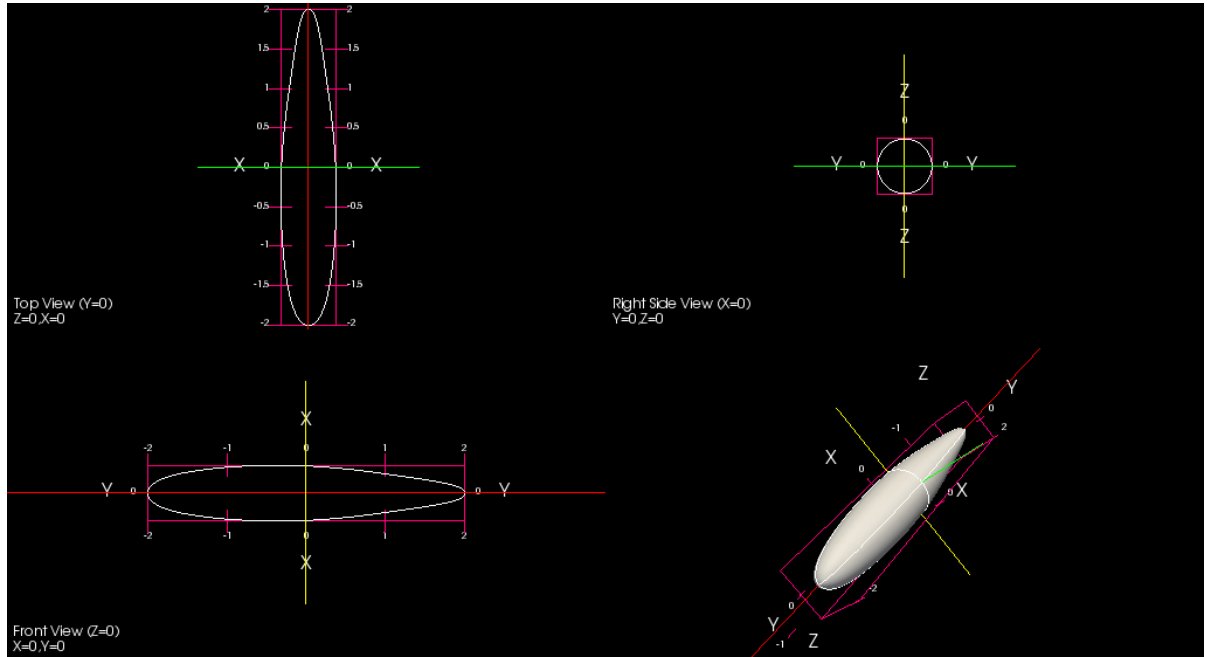 2 2
1.5 1.5
1 1
0.5 0.5
X 0 0 X
-0.5 -0.5
-1 -1
-1.5 -1.5
-2 -2
Top View (Y=0)
Z=0,X=0
Z
0
Y 0 0 Y
0
Z
Right Side View (X=0)
Y=0,Z=0
X
-2 -1 0 1 2
Y 0 0 Y
-2 -1 0 1 2
X
Front View (Z=0)
X=0,Y=0
Z
Y
0
-1 2
X 0
0 X
-2
0
Y
-1 Z